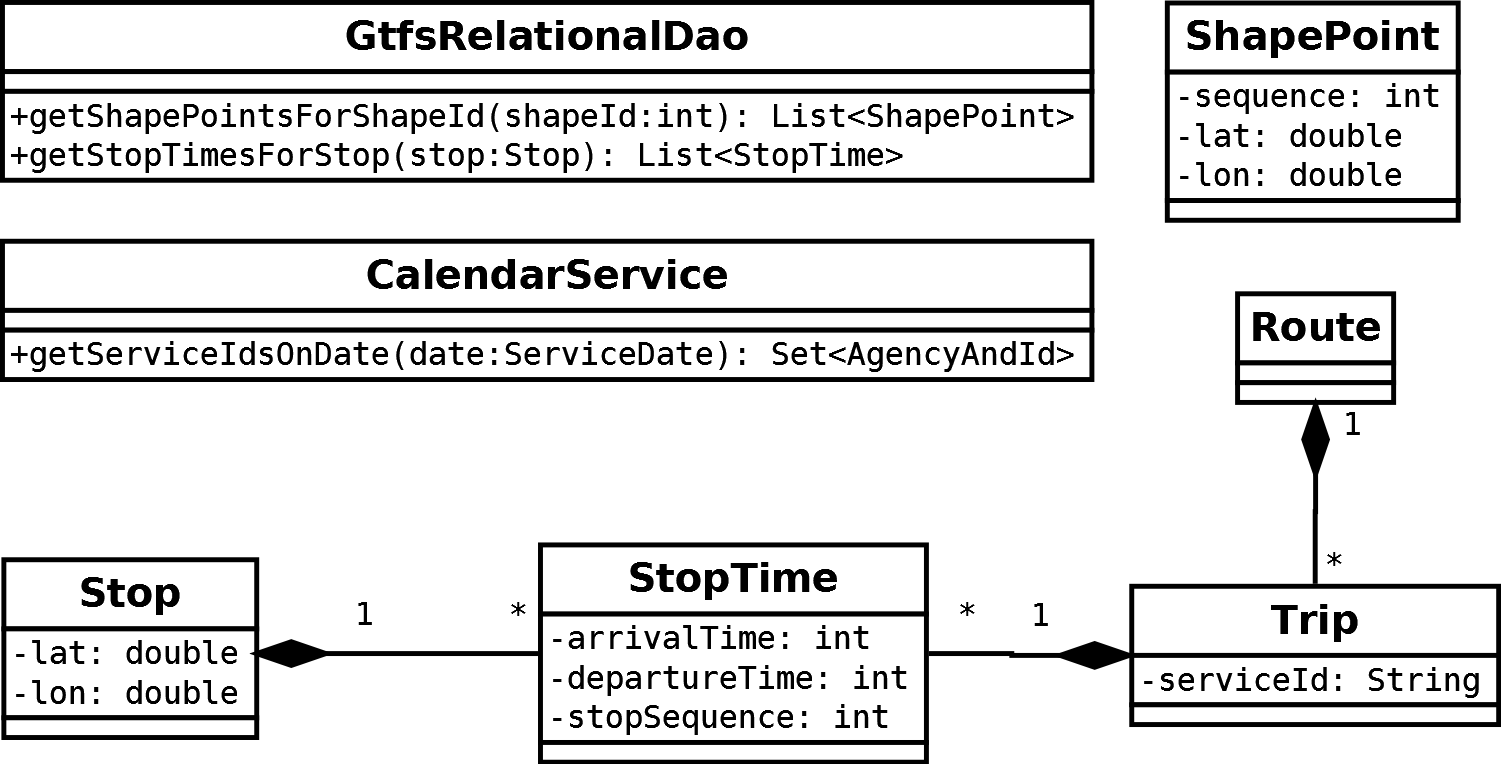 GtfsRelationalDao
+getShapePointsForShapeId(shapeId:int): List<ShapePoint>
+getStopTimesForStop(stop:Stop): List<StopTime>
ShapePoint
-sequence: int
-lat: double
-lon: double
CalendarService
+getServiceIdsOnDate(date:ServiceDate): Set<AgencyAndId>
Route
1
*
Stop
-lat: double
-lon: double
1
*
StopTime
-arrivalTime: int
-departureTime: int
-stopSequence: int
*
1
Trip
-serviceId: String